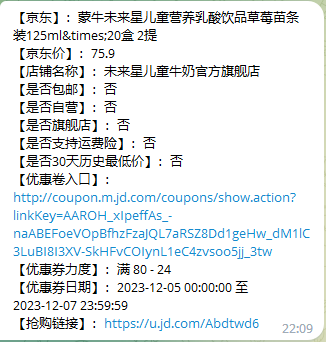 【京东】：蒙牛未来星儿童营养乳酸饮品草莓苗条
装125ml&times;20盒 2提
【京东价】：75.9
【店铺名称】：未来星儿童牛奶官方旗舰店
【是否包邮】：否
【是否自营】：否
【是否旗舰店】：否
【是否支持运费险】：否
【是否30天历史最低价】：否
【优惠卷入口】：
http://coupon.m.jd.com/coupons/show.action?
linkKey=AAROH_xIpeffAs_-
naABEFoeVOpBfhzFzaJQL7aRSZ8Dd1geHw_dM1lC
3LuBI8I3XV-SkHFvCOIynL1eC4zvsoo5jj_3tw
【优惠券力度】：满 80 - 24
【优惠券日期】：2023-12-05 00:00:00 至
2023-12-07 23:59:59
【抢购链接】：https://u.jd.com/Abdtwd6
22:09